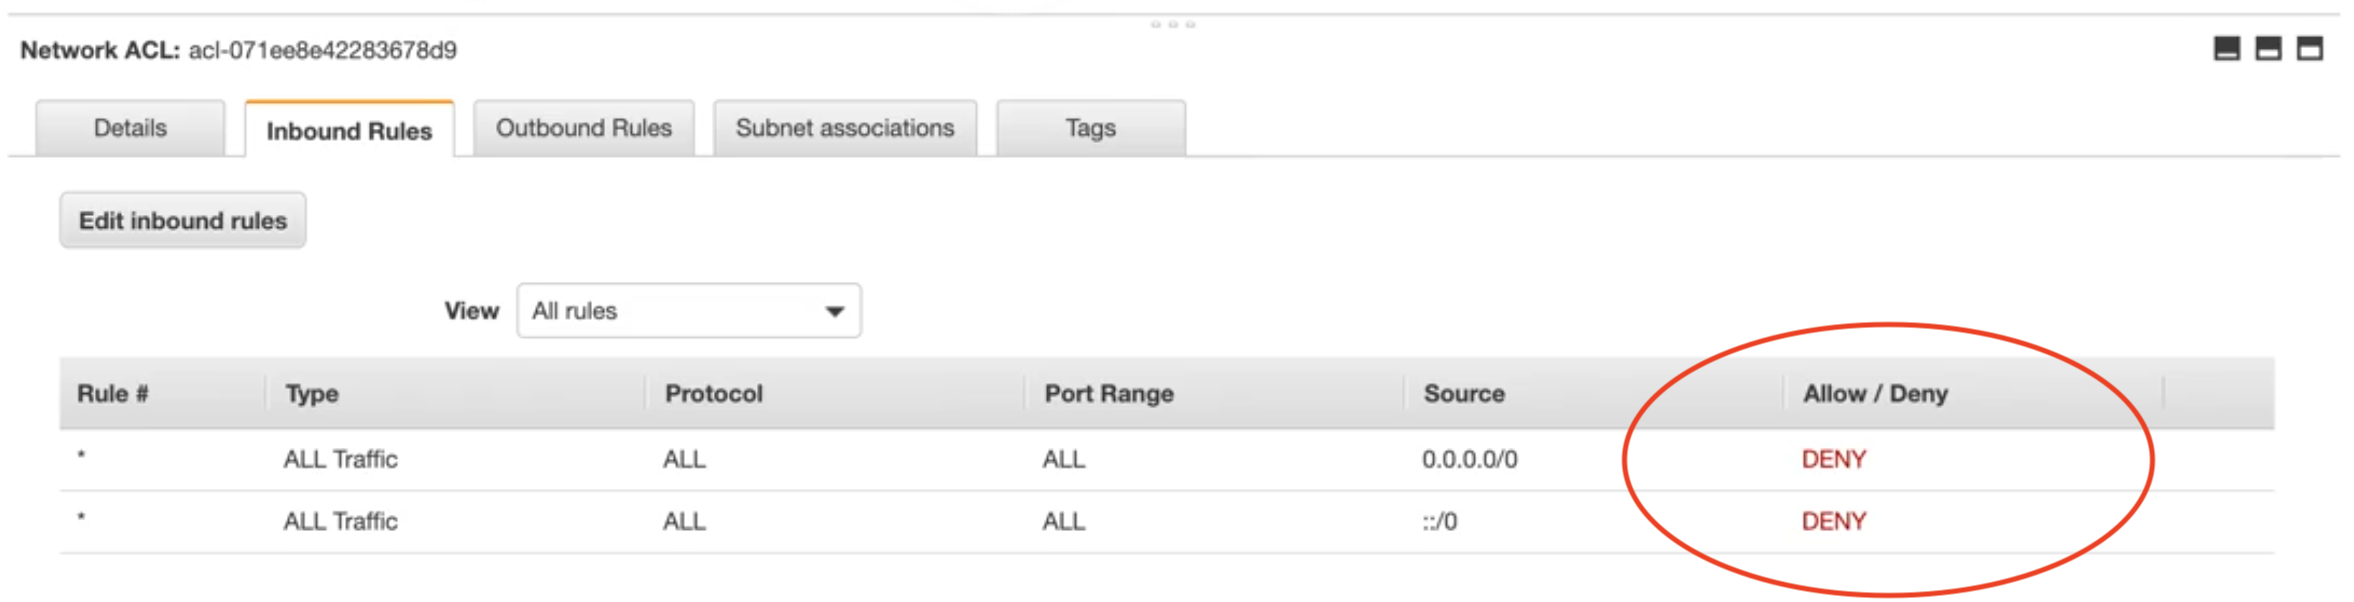 Network ACL: acl-071ee8e42283678d9
Details Inbound Rules Outbound Rules Subnet associations Tags
Edit inbound rules
View All rules
Rule # Type Protocol Port Range Source Allow / Deny
* ALL Traffic ALL ALL 0.0.0.0/0 DENY
* ALL Traffic ALL ALL ::/0 DENY